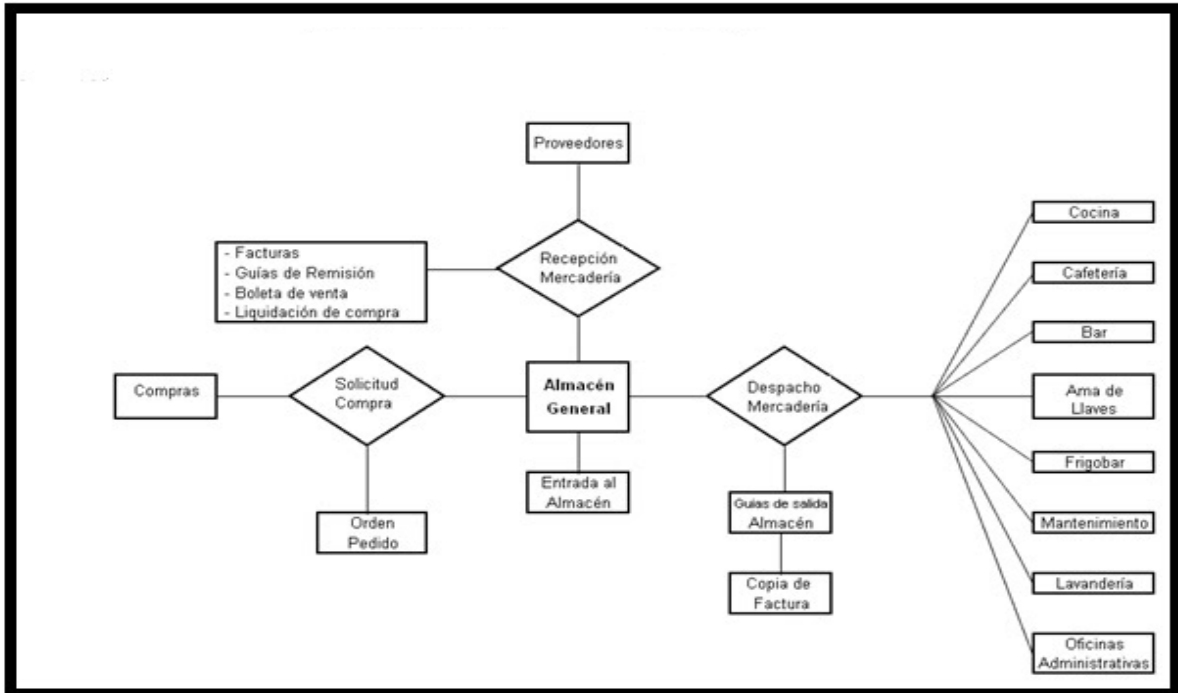 Proveedores
- Facturas
- Guías de Remisión
- Boleta de venta
- Liquidación de compra
Recepción
Mercadería
Compras
Solicitud
Compra
Almacén
General
Despacho
Mercadería
Entrada al
Almacén
Orden
Pedido
Guías de salida
Almacén
Copia de
Factura
Cocina
Cafetería
Bar
Ama de
Llaves
Frigobar
Mantenimiento
Lavandería
Oficinas
Administrativas